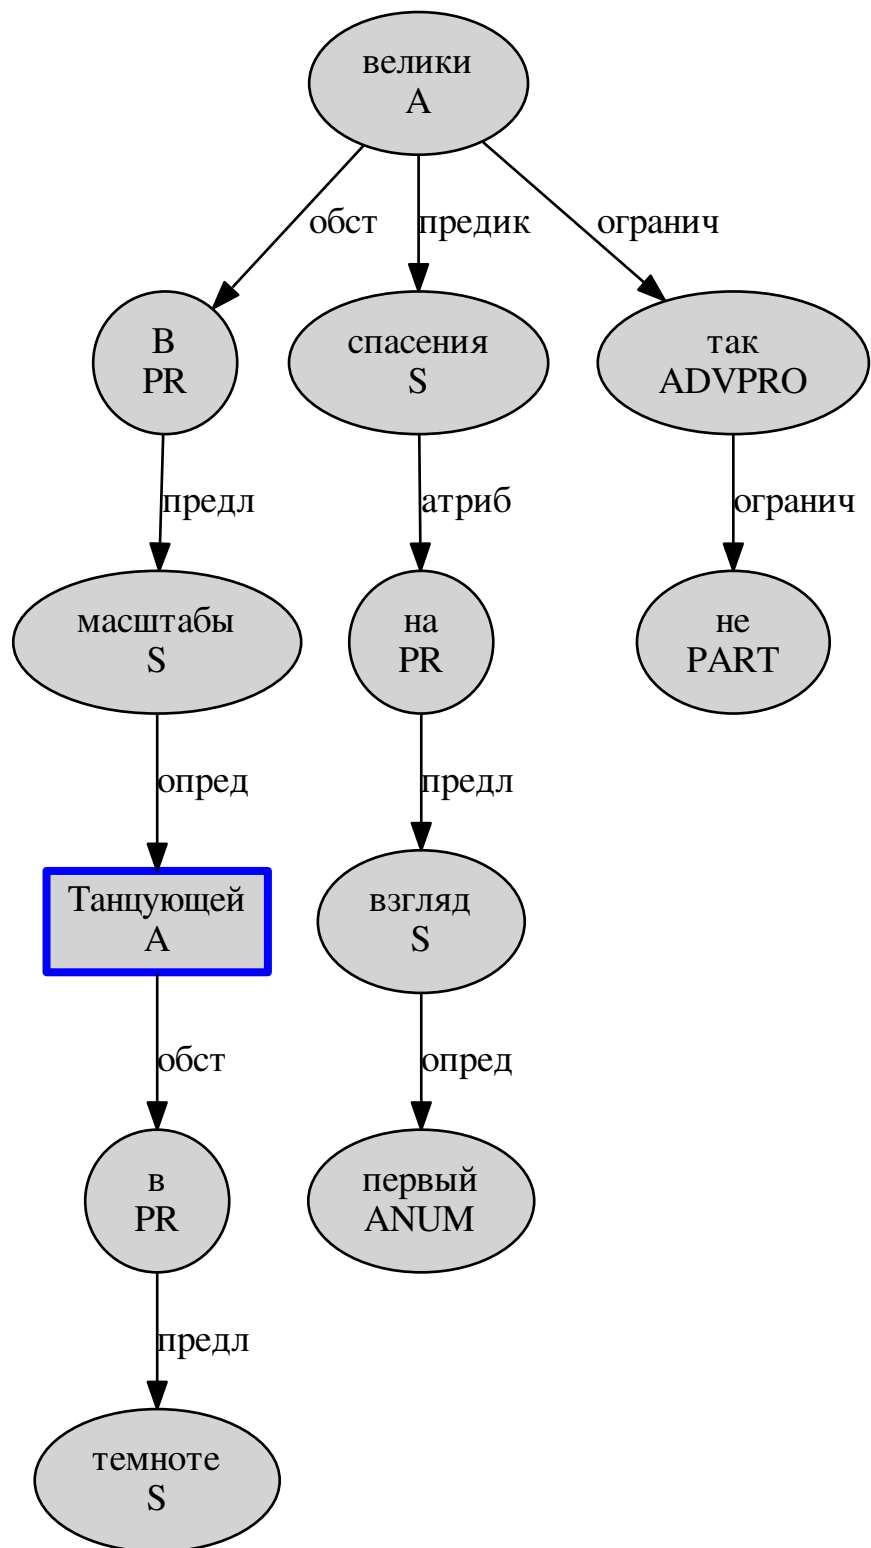 велики
A
обст
предик
огранич
В
PR
спасения
S
так
ADVPRO
предл
атриб
огранич
масштабы
S
на
PR
не
PART
опред
предл
Танцующей
A
взгляд
S
обст
опред
в
PR
первый
ANUM
предл
темноте
S